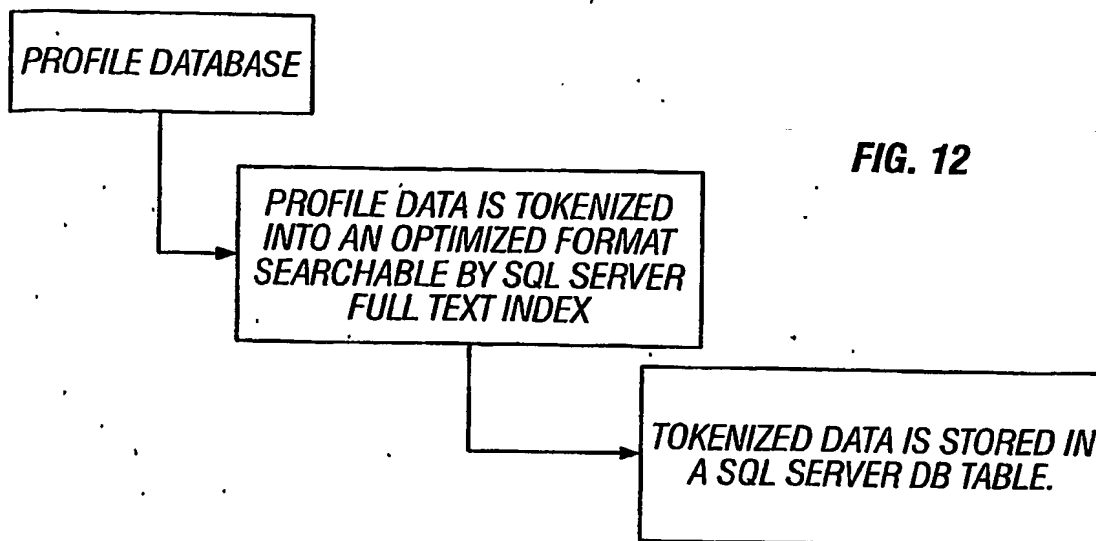 PROFILE DATABASE
FIG. 12
PROFILE DATA IS TOKENIZED
INTO AN OPTIMIZED FORMAT
SEARCHABLE BY SQL SERVER
FULL TEXT INDEX
TOKENIZED DATA IS STORED IN
A SQL SERVER DB TABLE.